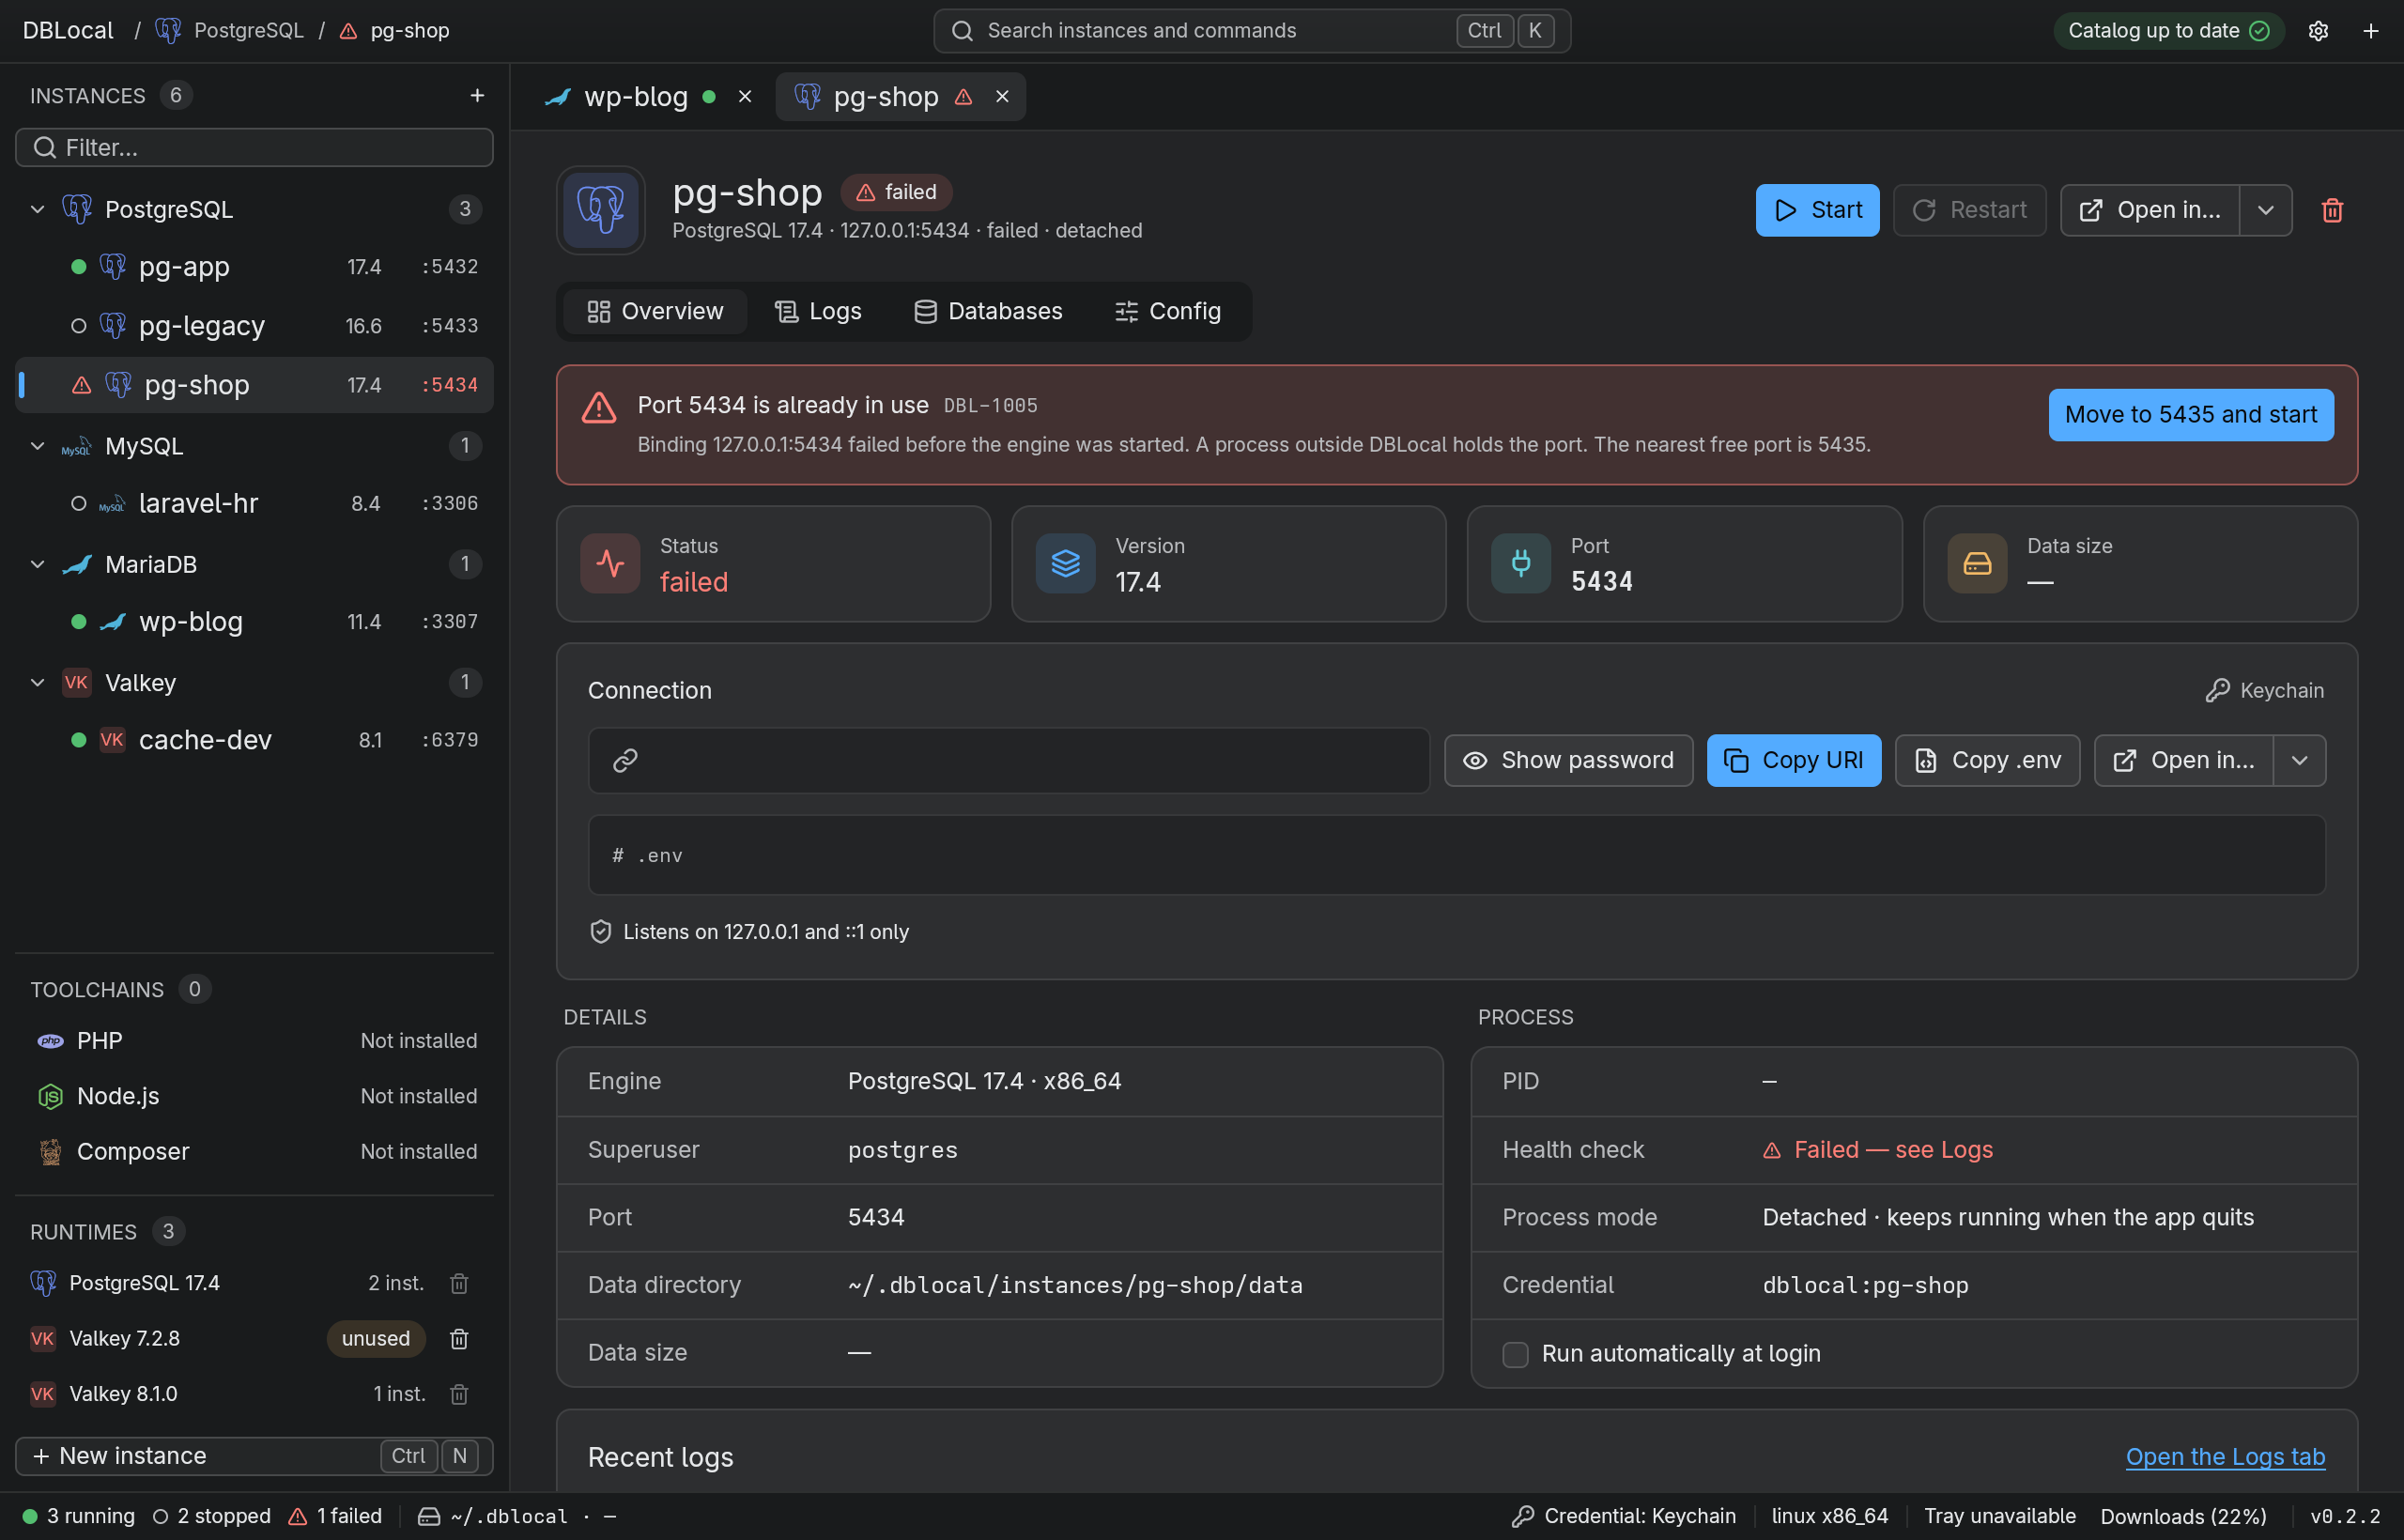 DBLocal / PostgreSQL / pg-shop
Search instances and commands Ctrl K
Catalog up to date
INSTANCES 6
Filter...
PostgreSQL 3
pg-app 17.4 :5432
pg-legacy 16.6 :5433
pg-shop 17.4 :5434
MySQL MySQL 1
MySQL laravel-hr 8.4 :3306
MariaDB 1
wp-blog 11.4 :3307
VK Valkey 1
VK cache-dev 8.1 :6379
TOOLCHAINS 0
php PHP Not installed
JS Node.js Not installed
Composer Not installed
RUNTIMES 3
PostgreSQL 17.4 2 inst.
VK Valkey 7.2.8 unused
VK Valkey 8.1.0 1 inst.
+ New instance Ctrl N
wp-blog
pg-shop
pg-shop failed
PostgreSQL 17.4 · 127.0.0.1:5434 · failed · detached
Start Restart Open in...
Overview Logs Databases Config
Port 5434 is already in use DBL-1005
Binding 127.0.0.1:5434 failed before the engine was started. A process outside DBLocal holds the port. The nearest free port is 5435.
Move to 5435 and start
Status
failed
Version
17.4
Port
5434
Data size
—
Connection Keychain
Show password Copy URI Copy .env Open in...
# .env
Listens on 127.0.0.1 and ::1 only
DETAILS
Engine PostgreSQL 17.4 · x86_64
Superuser postgres
Port 5434
Data directory ~/.dblocal/instances/pg-shop/data
Data size —
PROCESS
PID –
Health check Failed — see Logs
Process mode Detached · keeps running when the app quits
Credential dblocal:pg-shop
Run automatically at login
Recent logs Open the Logs tab
3 running 2 stopped 1 failed ~/.dblocal · –
Credential: Keychain linux x86_64 Tray unavailable Downloads (22%) v0.2.2